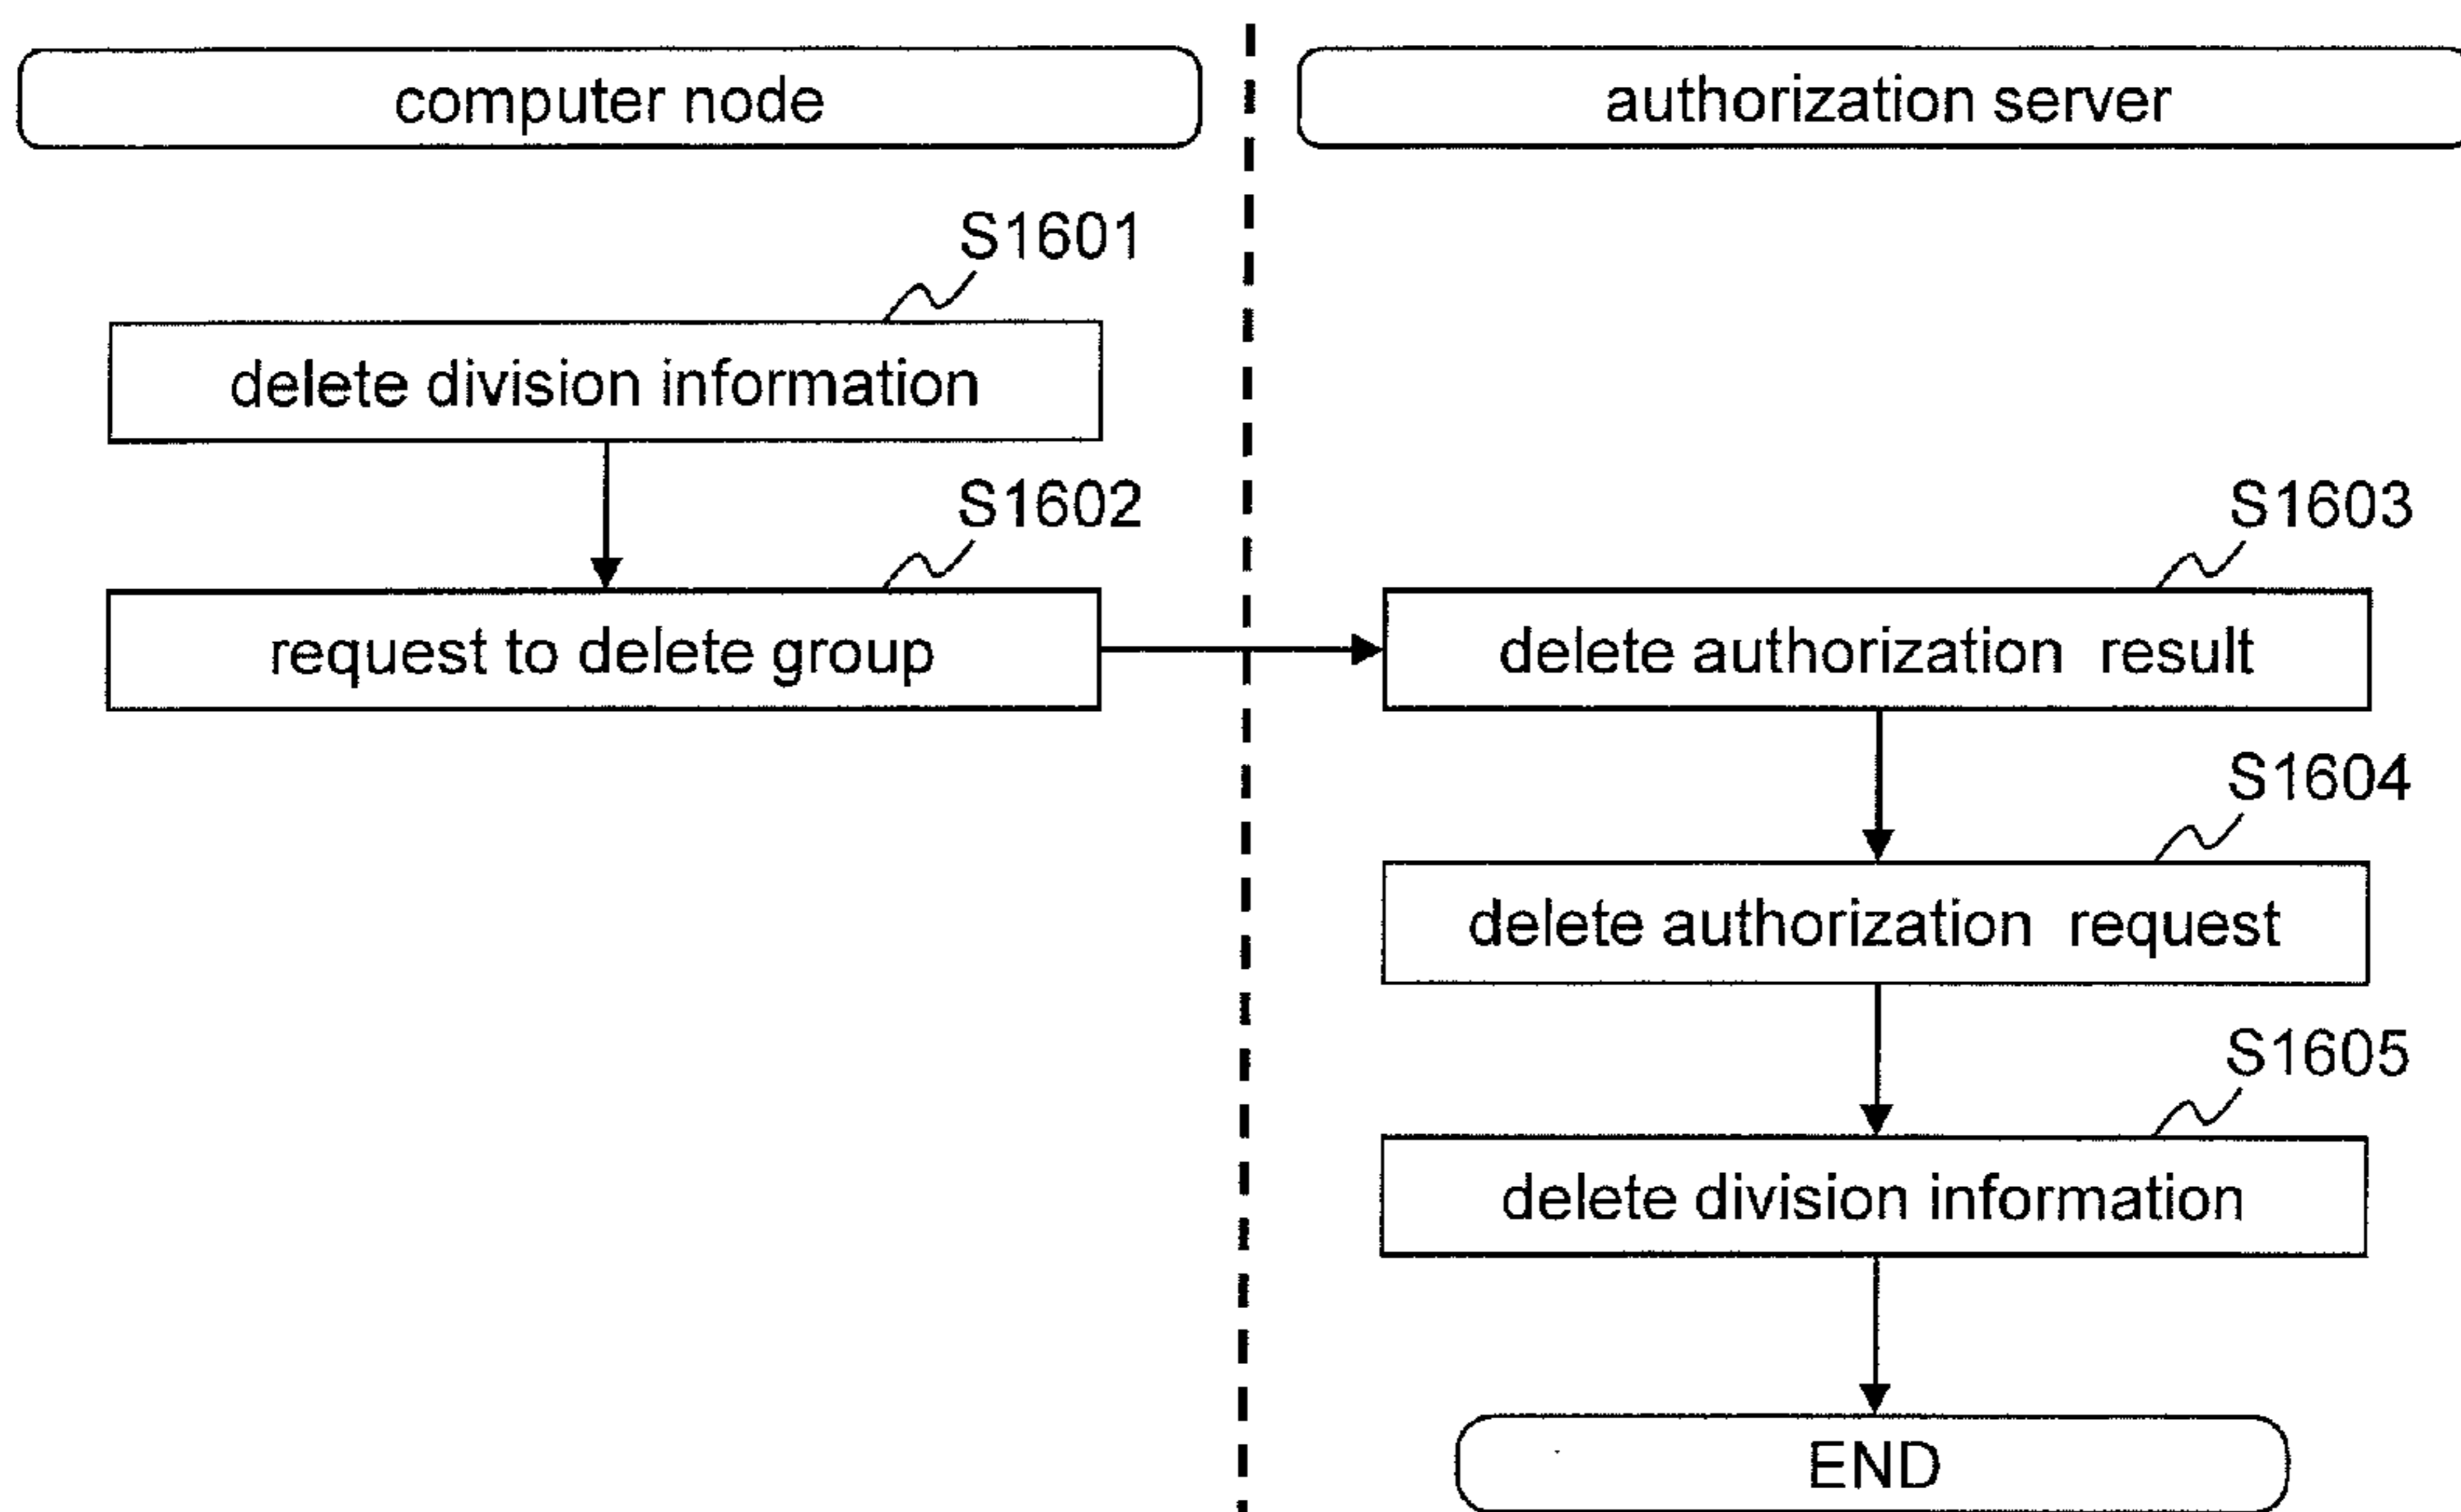 computer node
authorization server
S1601
delete division information
S1602
request to delete group
S1603
delete authorization result
S1604
delete authorization request
S1605
delete division information
END